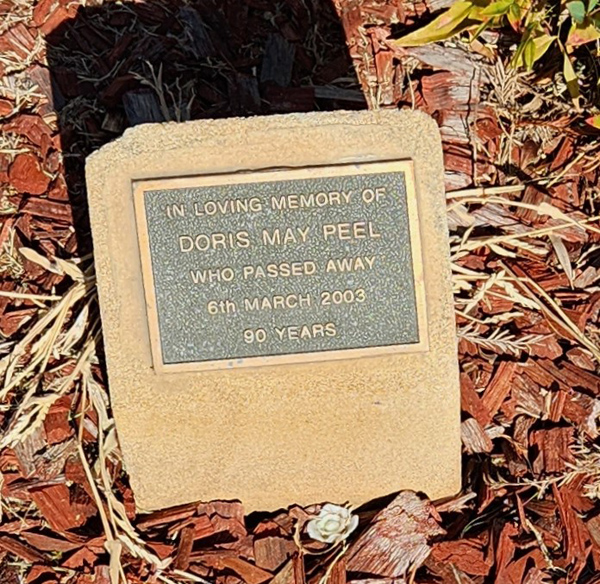 IN LOVING MEMORY OF
DORIS MAY PEEL
WHO PASSED AWAY
6th MARCH 2003
90 YEARS